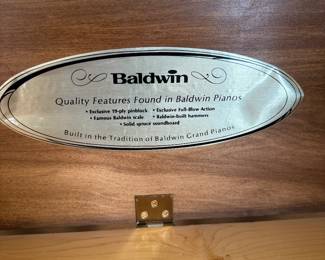 Baldwin
Quality Features Found in Baldwin Pianos
• Exclusive 19-ply pinblock • Exclusive Full-Blow Action
• Famous Baldwin scale • Baldwin-built hammers
• Solid spruce soundboard
Built in the Tradition of Baldwin Grand Pianos